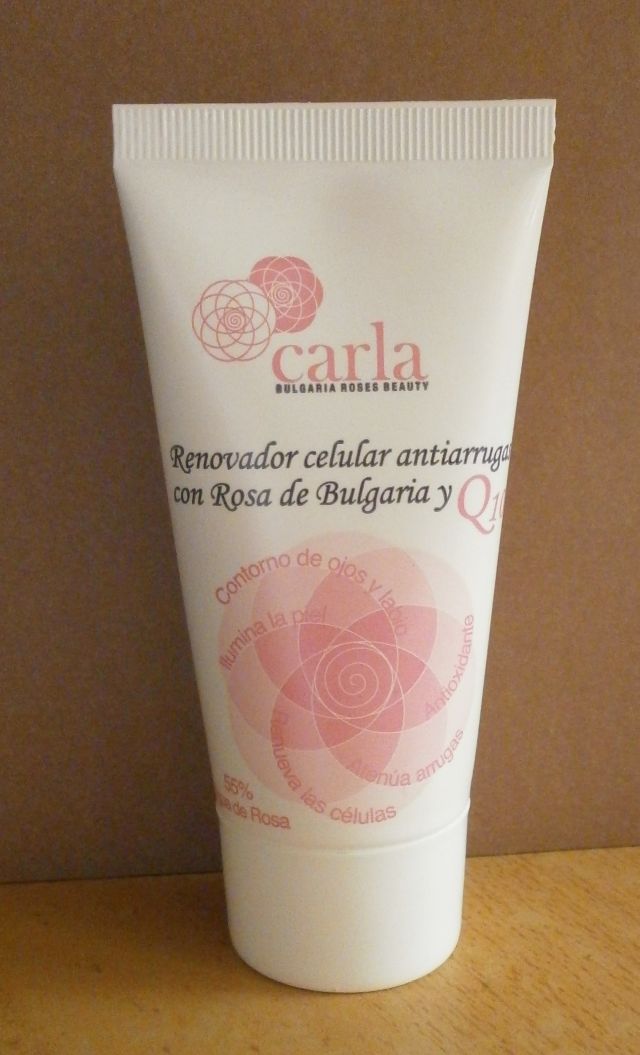 carla
BULGARIA ROSES BEAUTY
Renovador celular antiarrugas
con Rosa de Bulgaria y Q10
Contorno de ojos y labio
Ilumina la piel
Antioxidante
Atenúa arrugas
Renueva las células
55%
de Rosa